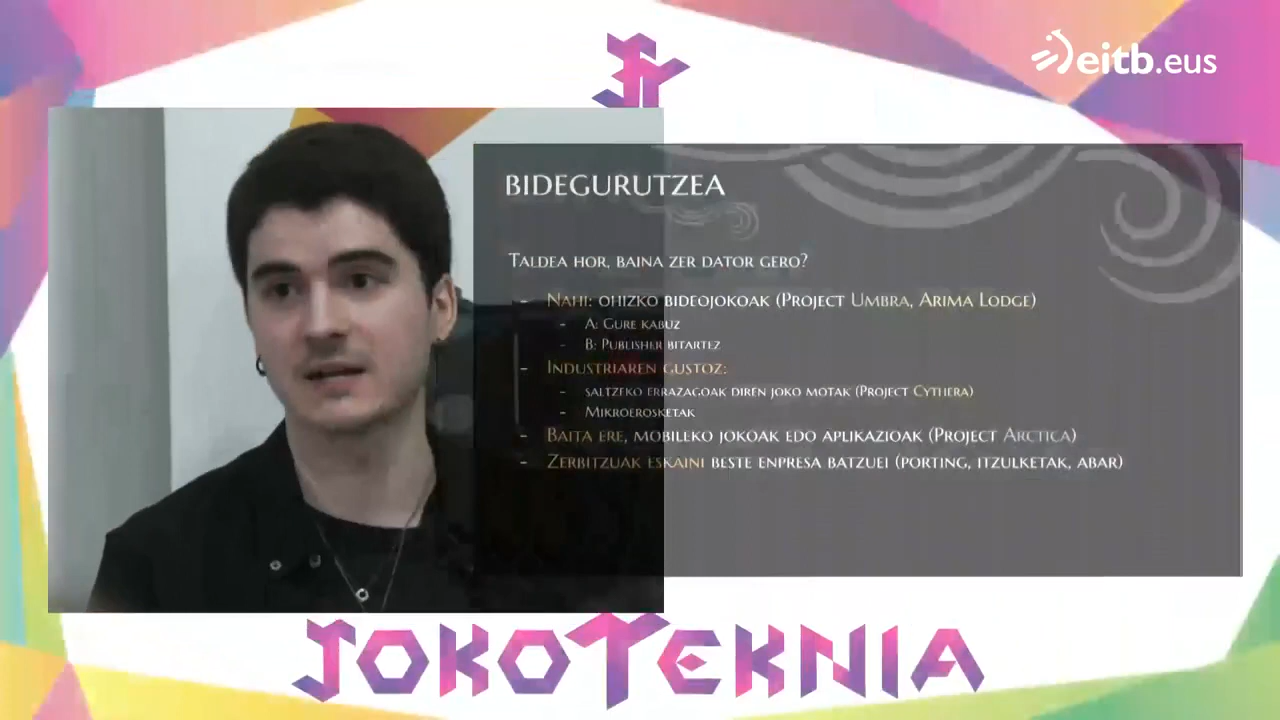 eitb.eus
BIDEGURUTZEA
TALDEA HOR, BAINA ZER DATOR GERO?
- NAHI: OHIZKO BIDEOJOKOAK (PROJECT UMBRA, ARIMA LODGE)
- A: GURE KABUZ
- B: PUBLISHER BITARTEZ
- INDUSTRIAREN GUSTOZ:
- SALTZEKO ERRAZAGOAK DIREN JOKO MOTAK (PROJECT CYTHERA)
- MIKROEROSKETAK
- BAITA ERE, MOBILEKO JOKOAK EDO APLIKAZIOAK (PROJECT ARCTICA)
- ZERBITZUAK ESKAINI BESTE ENPRESA BATZUEI (PORTING, ITZULKETAK, ABAR)
JOKOTEKNIA